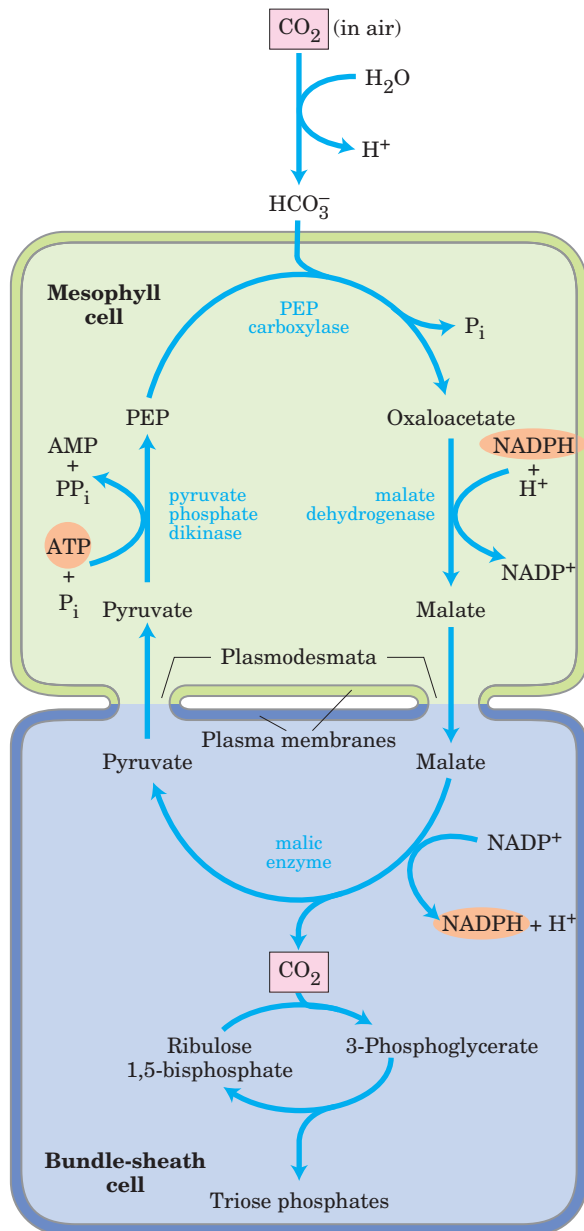 CO₂ (in air)
H₂O
H⁺
HCO₃⁻
Mesophyll
cell
PEP
carboxylase
Pᵢ
PEP
Oxaloacetate
AMP
+
PPᵢ
NADPH
+
H⁺
pyruvate
phosphate
dikinase
malate
dehydrogenase
ATP
+
Pᵢ
NADP⁺
Pyruvate
Malate
Plasmodesmata
Plasma membranes
Pyruvate
Malate
malic
enzyme
NADP⁺
NADPH + H⁺
CO₂
Ribulose
1,5-bisphosphate
3-Phosphoglycerate
Bundle-sheath
cell
Triose phosphates